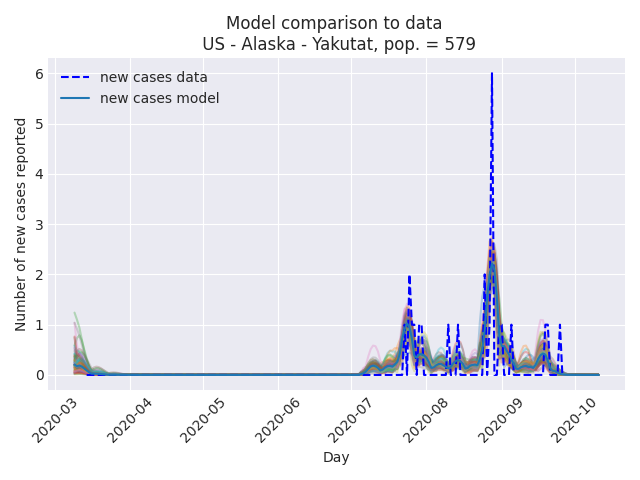 Model comparison to data
US - Alaska - Yakutat, pop. = 579
new cases data
new cases model
Number of new cases reported
6
5
4
3
2
1
0
2020-03
2020-04
2020-05
2020-06
2020-07
2020-08
2020-09
2020-10
Day